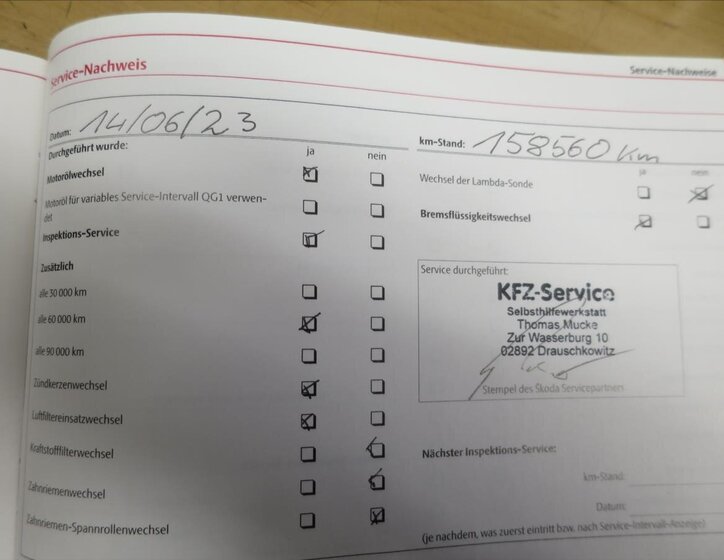 Service-Nachweis
Service-Nachweise
Datum: 14/06/23
km-Stand: 158560 km
Durchgeführt wurde:
ja nein
Motorölwechsel
Motoröl für variables Service-Intervall QG1 verwen-
det
Inspektions-Service
Zusätzlich
alle 30 000 km
alle 60 000 km
alle 90 000 km
Zündkerzenwechsel
Luftfiltereinsatzwechsel
Kraftstofffilterwechsel
Zahnriemenwechsel
Zahnriemen-Spannrollenwechsel
ja nein
Wechsel der Lambda-Sonde
Bremsflüssigkeitswechsel
Service durchgeführt:
KFZ-Service
Selbsthilfewerkstatt
Thomas Mucke
Zur Wasserburg 10
02892 Drauschkowitz
Stempel des Škoda Servicepartners
Nächster Inspektions-Service:
km-Stand:
Datum:
(je nachdem, was zuerst eintritt bzw. nach Service-Intervall-Anzeige)